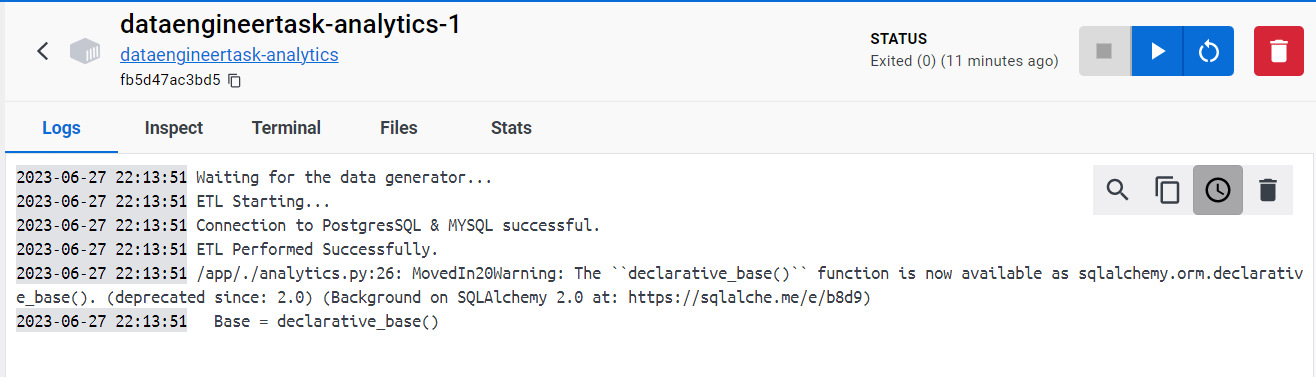 dataengineertask-analytics-1
dataengineertask-analytics
fb5d47ac3bd5
STATUS
Exited (0) (11 minutes ago)
Logs Inspect Terminal Files Stats
2023-06-27 22:13:51 Waiting for the data generator...
2023-06-27 22:13:51 ETL Starting...
2023-06-27 22:13:51 Connection to PostgresSQL & MYSQL successful.
2023-06-27 22:13:51 ETL Performed Successfully.
2023-06-27 22:13:51 /app/./analytics.py:26: MovedIn20Warning: The ``declarative_base()`` function is now available as sqlalchemy.orm.declarativ
e_base(). (deprecated since: 2.0) (Background on SQLAlchemy 2.0 at: https://sqlalche.me/e/b8d9)
2023-06-27 22:13:51   Base = declarative_base()